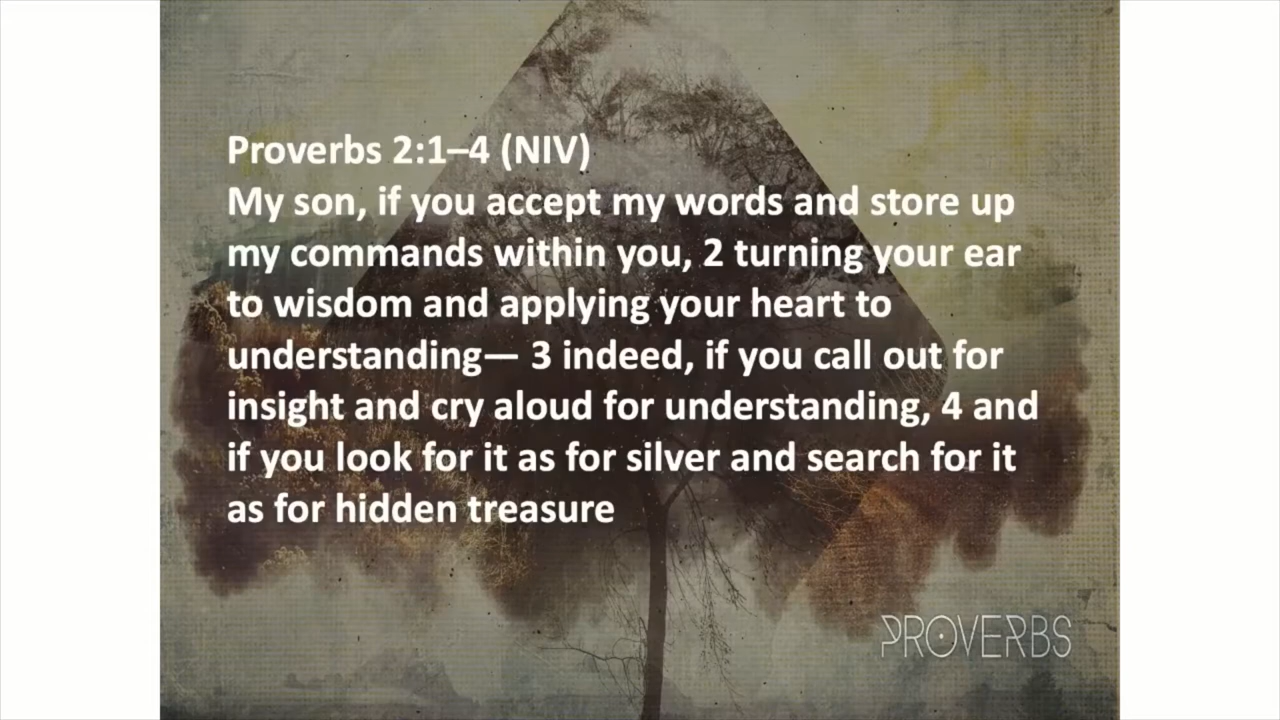 Proverbs 2:1–4 (NIV)
My son, if you accept my words and store up
my commands within you, 2 turning your ear
to wisdom and applying your heart to
understanding— 3 indeed, if you call out for
insight and cry aloud for understanding, 4 and
if you look for it as for silver and search for it
as for hidden treasure
PROVERBS